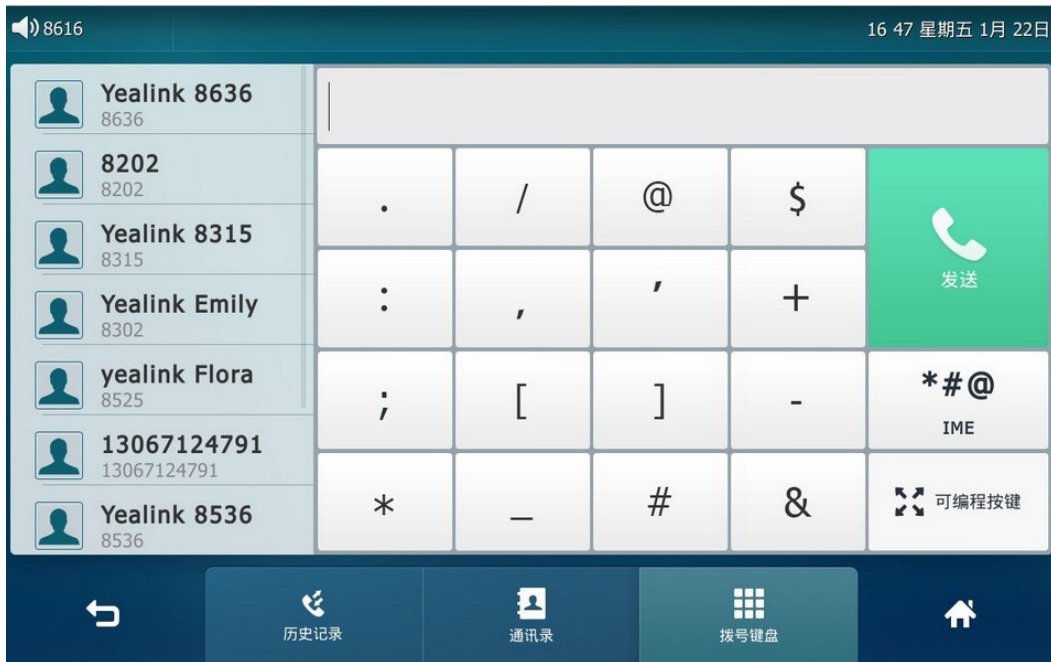 8616
16 47 星期五 1月 22日
Yealink 8636
8636
8202
8202
Yealink 8315
8315
Yealink Emily
8302
yealink Flora
8525
13067124791
13067124791
Yealink 8536
8536
. / @ $
发送
: , ' +
; [ ] -
*#@
IME
* _ # &
可编程按键
历史记录
通讯录
拨号键盘